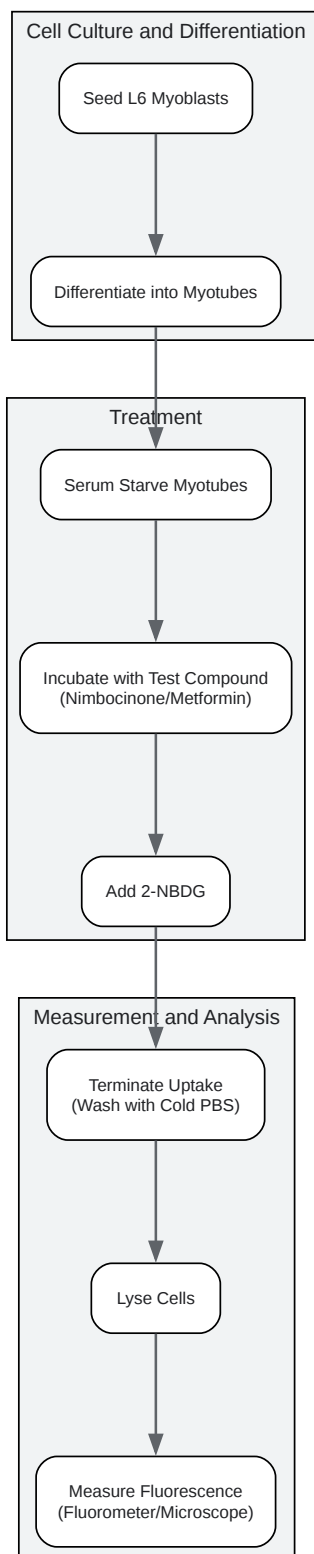 Cell Culture and Differentiation
Seed L6 Myoblasts
Differentiate into Myotubes
Treatment
Serum Starve Myotubes
Incubate with Test Compound
(Nimbocinone/Metformin)
Add 2-NBDG
Measurement and Analysis
Terminate Uptake
(Wash with Cold PBS)
Lyse Cells
Measure Fluorescence
(Fluorometer/Microscope)